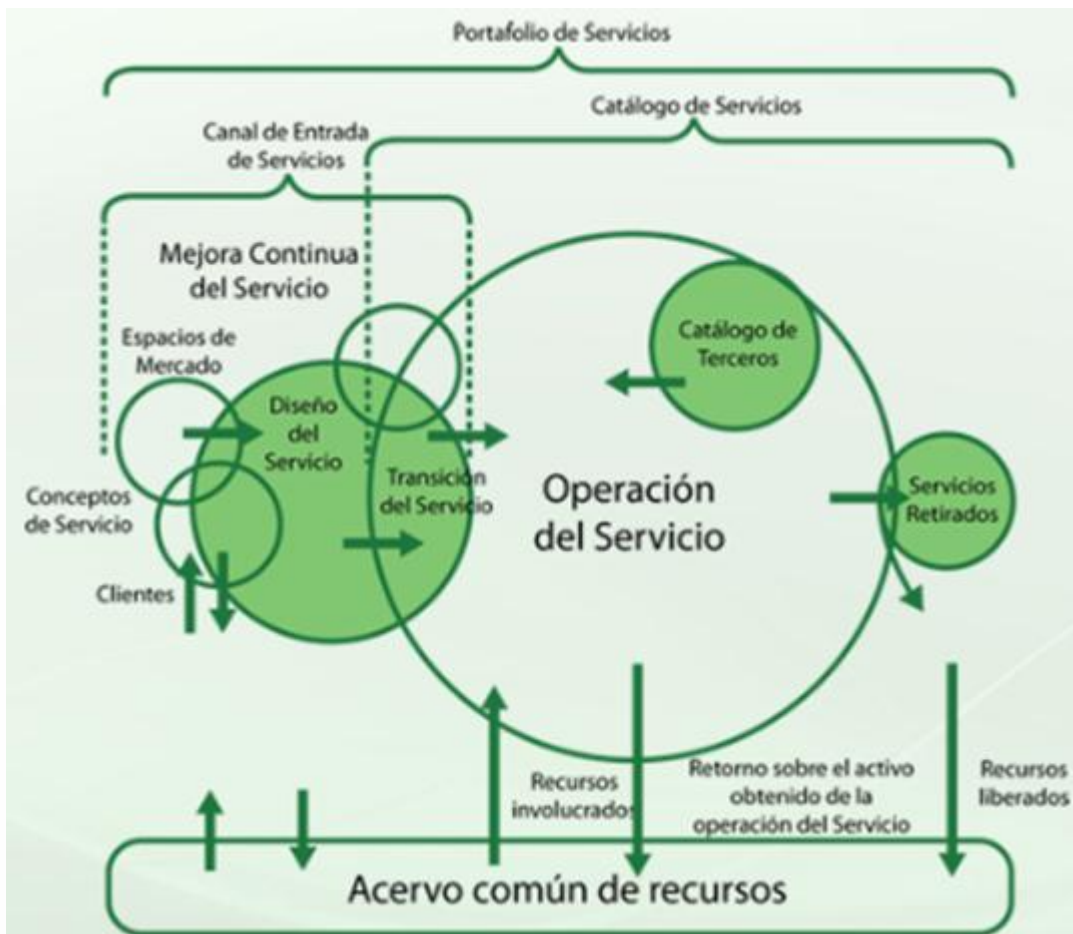 Portafolio de Servicios
Catálogo de Servicios
Canal de Entrada
de Servicios
Mejora Continua
del Servicio
Espacios de
Mercado
Catálogo de
Terceros
Diseño
del
Servicio
Transición
del Servicio
Operación
del Servicio
Servicios
Retirados
Conceptos
de Servicio
Clientes
Recursos
involucrados
Retorno sobre el activo
obtenido de la
operación del Servicio
Recursos
liberados
Acervo común de recursos